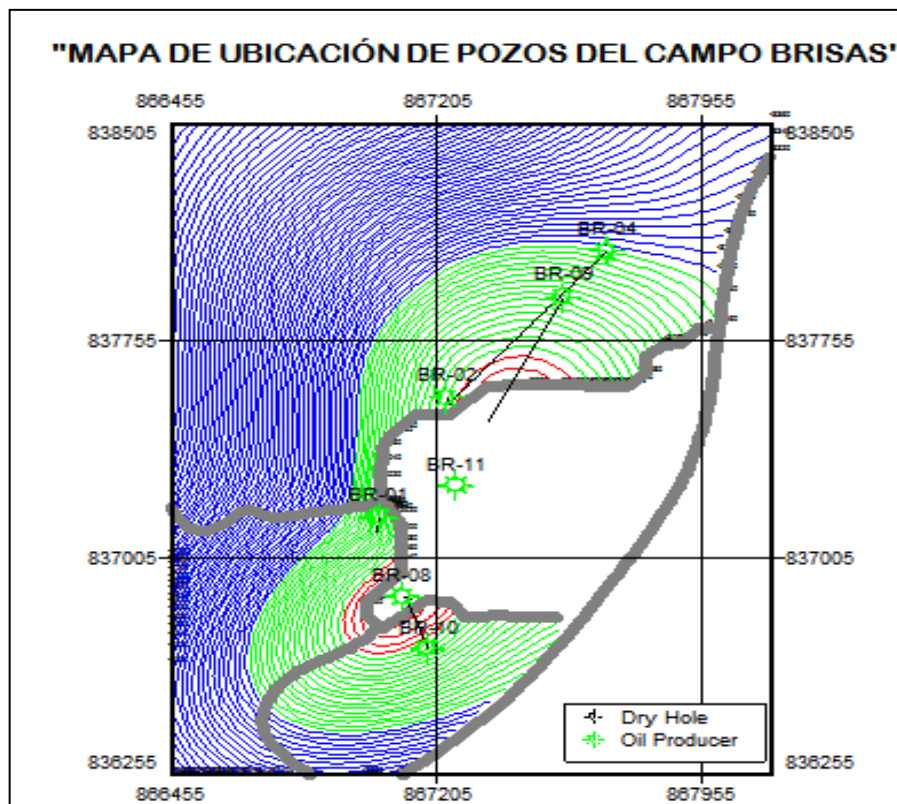 "MAPA DE UBICACIÓN DE POZOS DEL CAMPO BRISAS"
866455 867205 867955
838505 838505
BR-04
BR-09
837755 837755
BR-02
BR-11
BR-01
837005 837005
BR-08
BR-10
Dry Hole
Oil Producer
836255 836255
866455 867205 867955